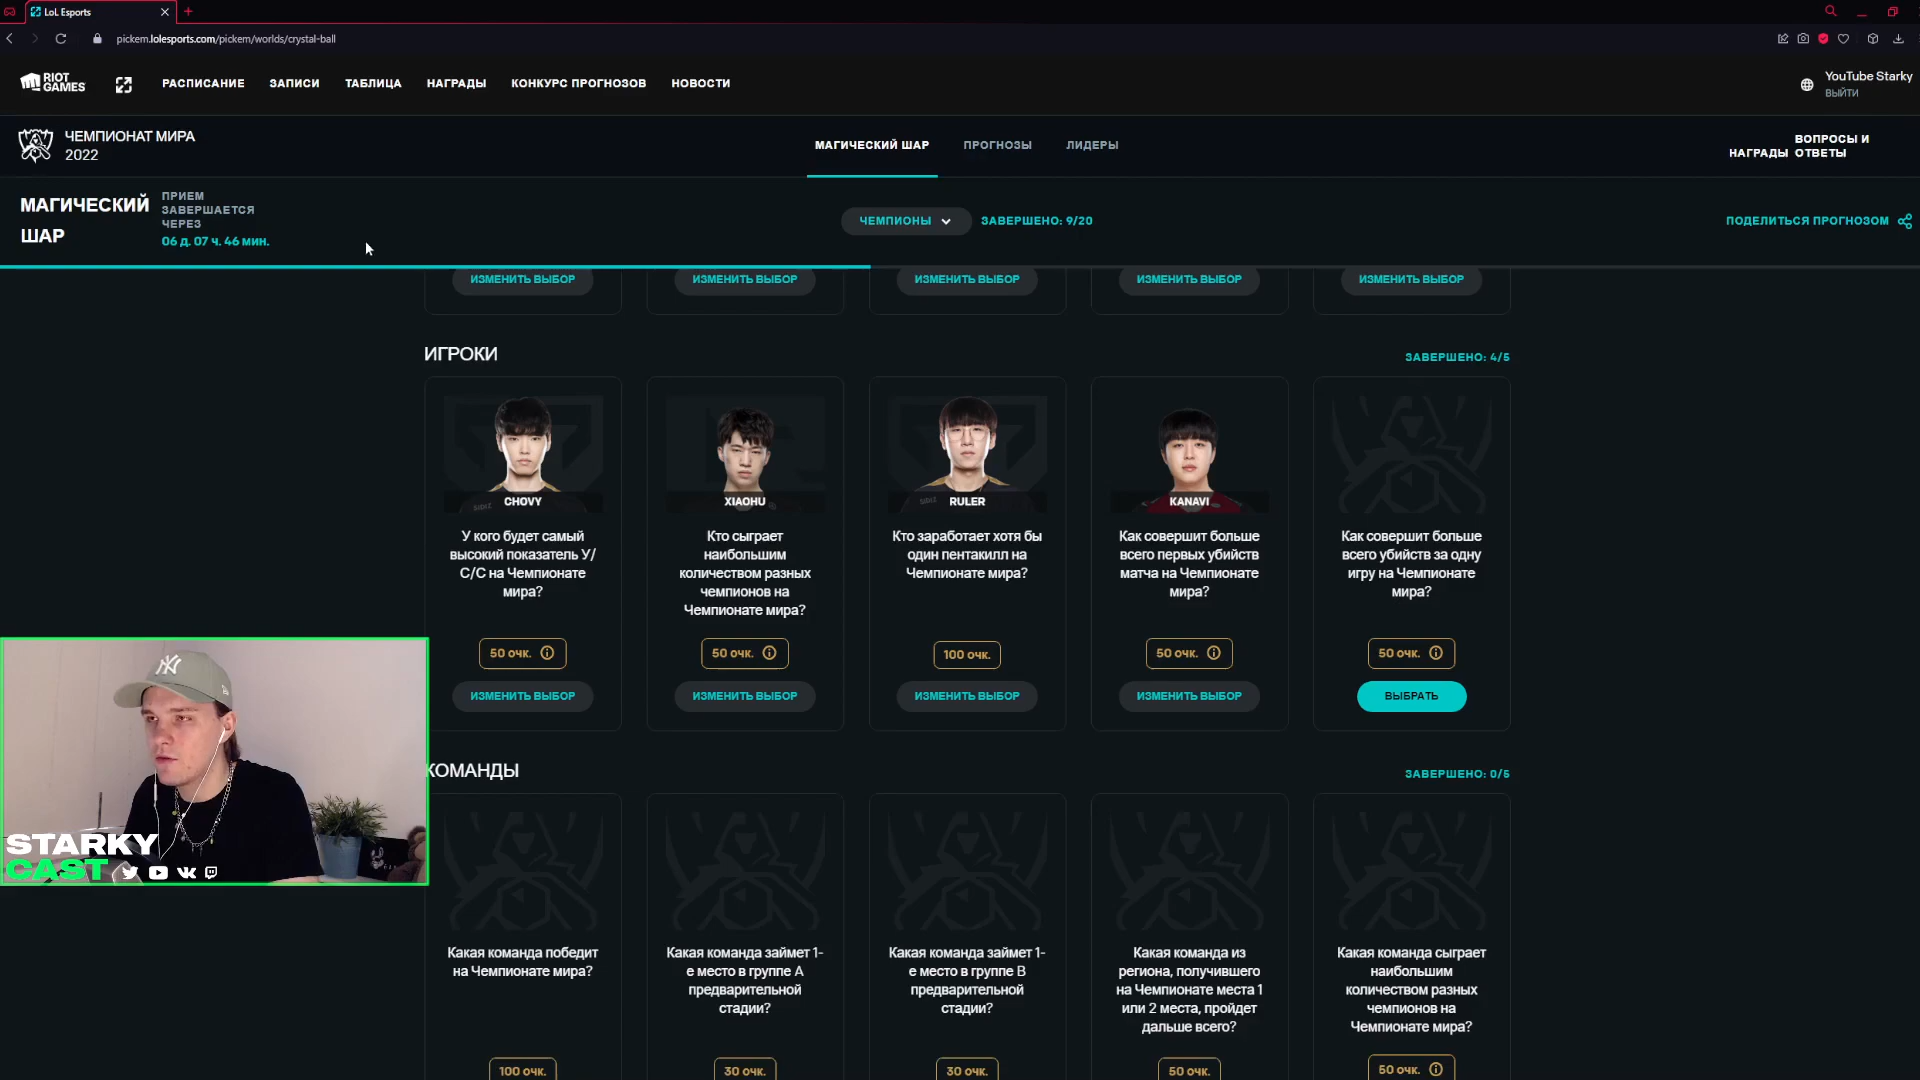 LoL Esports
pickem.lolesports.com/pickem/worlds/crystal-ball
RIOT GAMES
РАСПИСАНИЕ
ЗАПИСИ
ТАБЛИЦА
НАГРАДЫ
КОНКУРС ПРОГНОЗОВ
НОВОСТИ
YouTube Starky
ВЫЙТИ
ЧЕМПИОНАТ МИРА
2022
МАГИЧЕСКИЙ ШАР
ПРОГНОЗЫ
ЛИДЕРЫ
НАГРАДЫ
ВОПРОСЫ И
ОТВЕТЫ
МАГИЧЕСКИЙ
ШАР
ПРИЕМ
ЗАВЕРШАЕТСЯ
ЧЕРЕЗ
06 д. 07 ч. 46 мин.
ЧЕМПИОНЫ
ЗАВЕРШЕНО: 9/20
ПОДЕЛИТЬСЯ ПРОГНОЗОМ
ИЗМЕНИТЬ ВЫБОР
ИЗМЕНИТЬ ВЫБОР
ИЗМЕНИТЬ ВЫБОР
ИЗМЕНИТЬ ВЫБОР
ИЗМЕНИТЬ ВЫБОР
ИГРОКИ
ЗАВЕРШЕНО: 4/5
CHOVY
У кого будет самый
высокий показатель У/
С/С на Чемпионате
мира?
50 очк.
ИЗМЕНИТЬ ВЫБОР
XIAOHU
Кто сыграет
наибольшим
количеством разных
чемпионов на
Чемпионате мира?
50 очк.
ИЗМЕНИТЬ ВЫБОР
RULER
Кто заработает хотя бы
один пентакилл на
Чемпионате мира?
100 очк.
ИЗМЕНИТЬ ВЫБОР
KANAVI
Как совершит больше
всего первых убийств
матча на Чемпионате
мира?
50 очк.
ИЗМЕНИТЬ ВЫБОР
Как совершит больше
всего убийств за одну
игру на Чемпионате
мира?
50 очк.
ВЫБРАТЬ
КОМАНДЫ
ЗАВЕРШЕНО: 0/5
Какая команда победит
на Чемпионате мира?
100 очк.
Какая команда займет 1-
е место в группе A
предварительной
стадии?
30 очк.
Какая команда займет 1-
е место в группе B
предварительной
стадии?
30 очк.
Какая команда из
региона, получившего
на Чемпионате места 1
или 2 места, пройдет
дальше всего?
50 очк.
Какая команда сыграет
наибольшим
количеством разных
чемпионов на
Чемпионате мира?
50 очк.
NY
STARKY
CAST